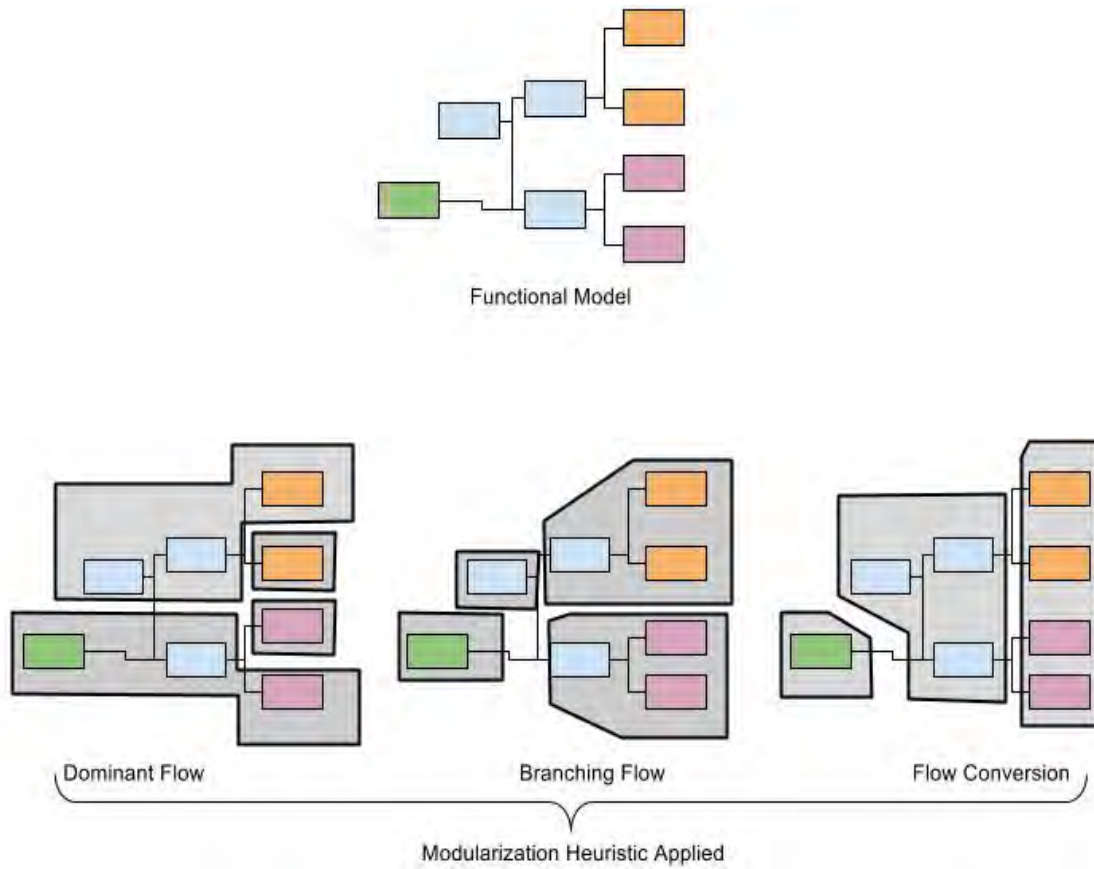 Functional Model
Dominant Flow
Branching Flow
Flow Conversion
Modularization Heuristic Applied